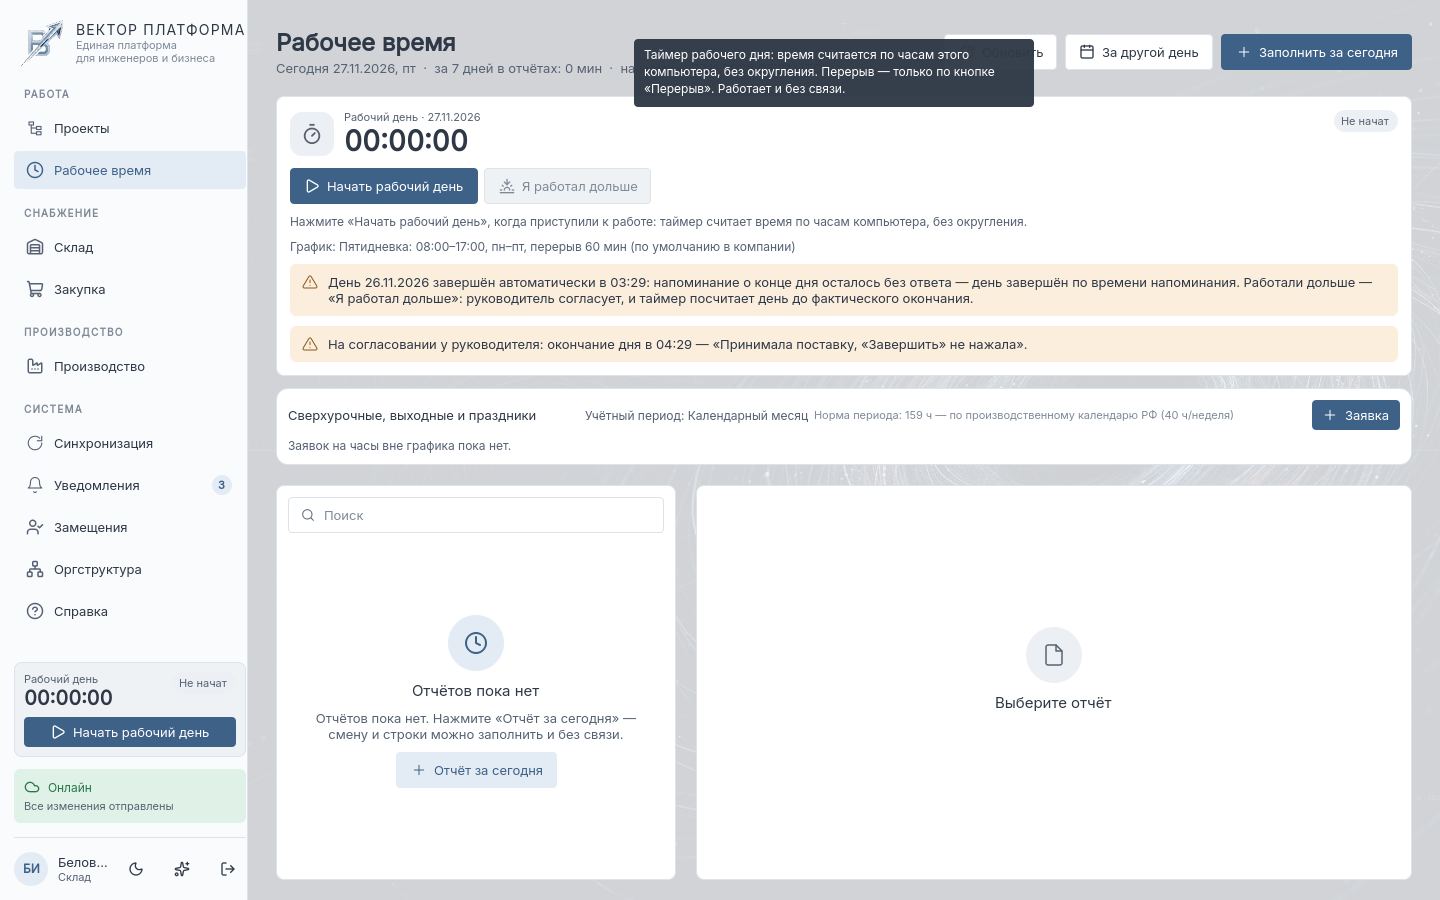 ВЕКТОР ПЛАТФОРМА
Единая платформа
для инженеров и бизнеса
РАБОТА
Проекты
Рабочее время
СНАБЖЕНИЕ
Склад
Закупка
ПРОИЗВОДСТВО
Производство
СИСТЕМА
Синхронизация
Уведомления
3
Замещения
Оргструктура
Справка
Рабочий день
00:00:00
Не начат
Начать рабочий день
Онлайн
Все изменения отправлены
БИ
Белов...
Склад
Рабочее время
Сегодня 27.11.2026, пт · за 7 дней в отчётах: 0 мин ·
Таймер рабочего дня: время считается по часам этого
компьютера, без округления. Перерыв — только по кнопке
«Перерыв». Работает и без связи.
За другой день
Заполнить за сегодня
Рабочий день · 27.11.2026
00:00:00
Не начат
Начать рабочий день
Я работал дольше
Нажмите «Начать рабочий день», когда приступили к работе: таймер считает время по часам компьютера, без округления.
График: Пятидневка: 08:00–17:00, пн–пт, перерыв 60 мин (по умолчанию в компании)
День 26.11.2026 завершён автоматически в 03:29: напоминание о конце дня осталось без ответа — день завершён по времени напоминания. Работали дольше —
«Я работал дольше»: руководитель согласует, и таймер посчитает день до фактического окончания.
На согласовании у руководителя: окончание дня в 04:29 — «Принимала поставку, «Завершить» не нажала».
Сверхурочные, выходные и праздники
Учётный период: Календарный месяц
Норма периода: 159 ч — по производственному календарю РФ (40 ч/неделя)
Заявка
Заявок на часы вне графика пока нет.
Поиск
Отчётов пока нет
Отчётов пока нет. Нажмите «Отчёт за сегодня» —
смену и строки можно заполнить и без связи.
Отчёт за сегодня
Выберите отчёт